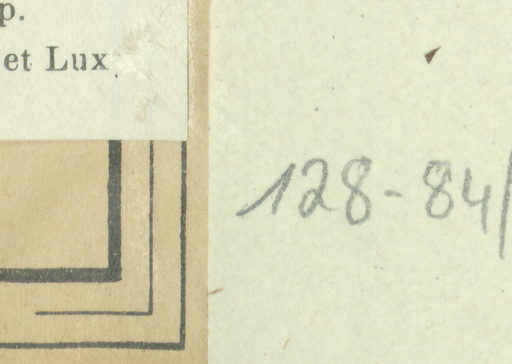 p.
et Lux
128-84/